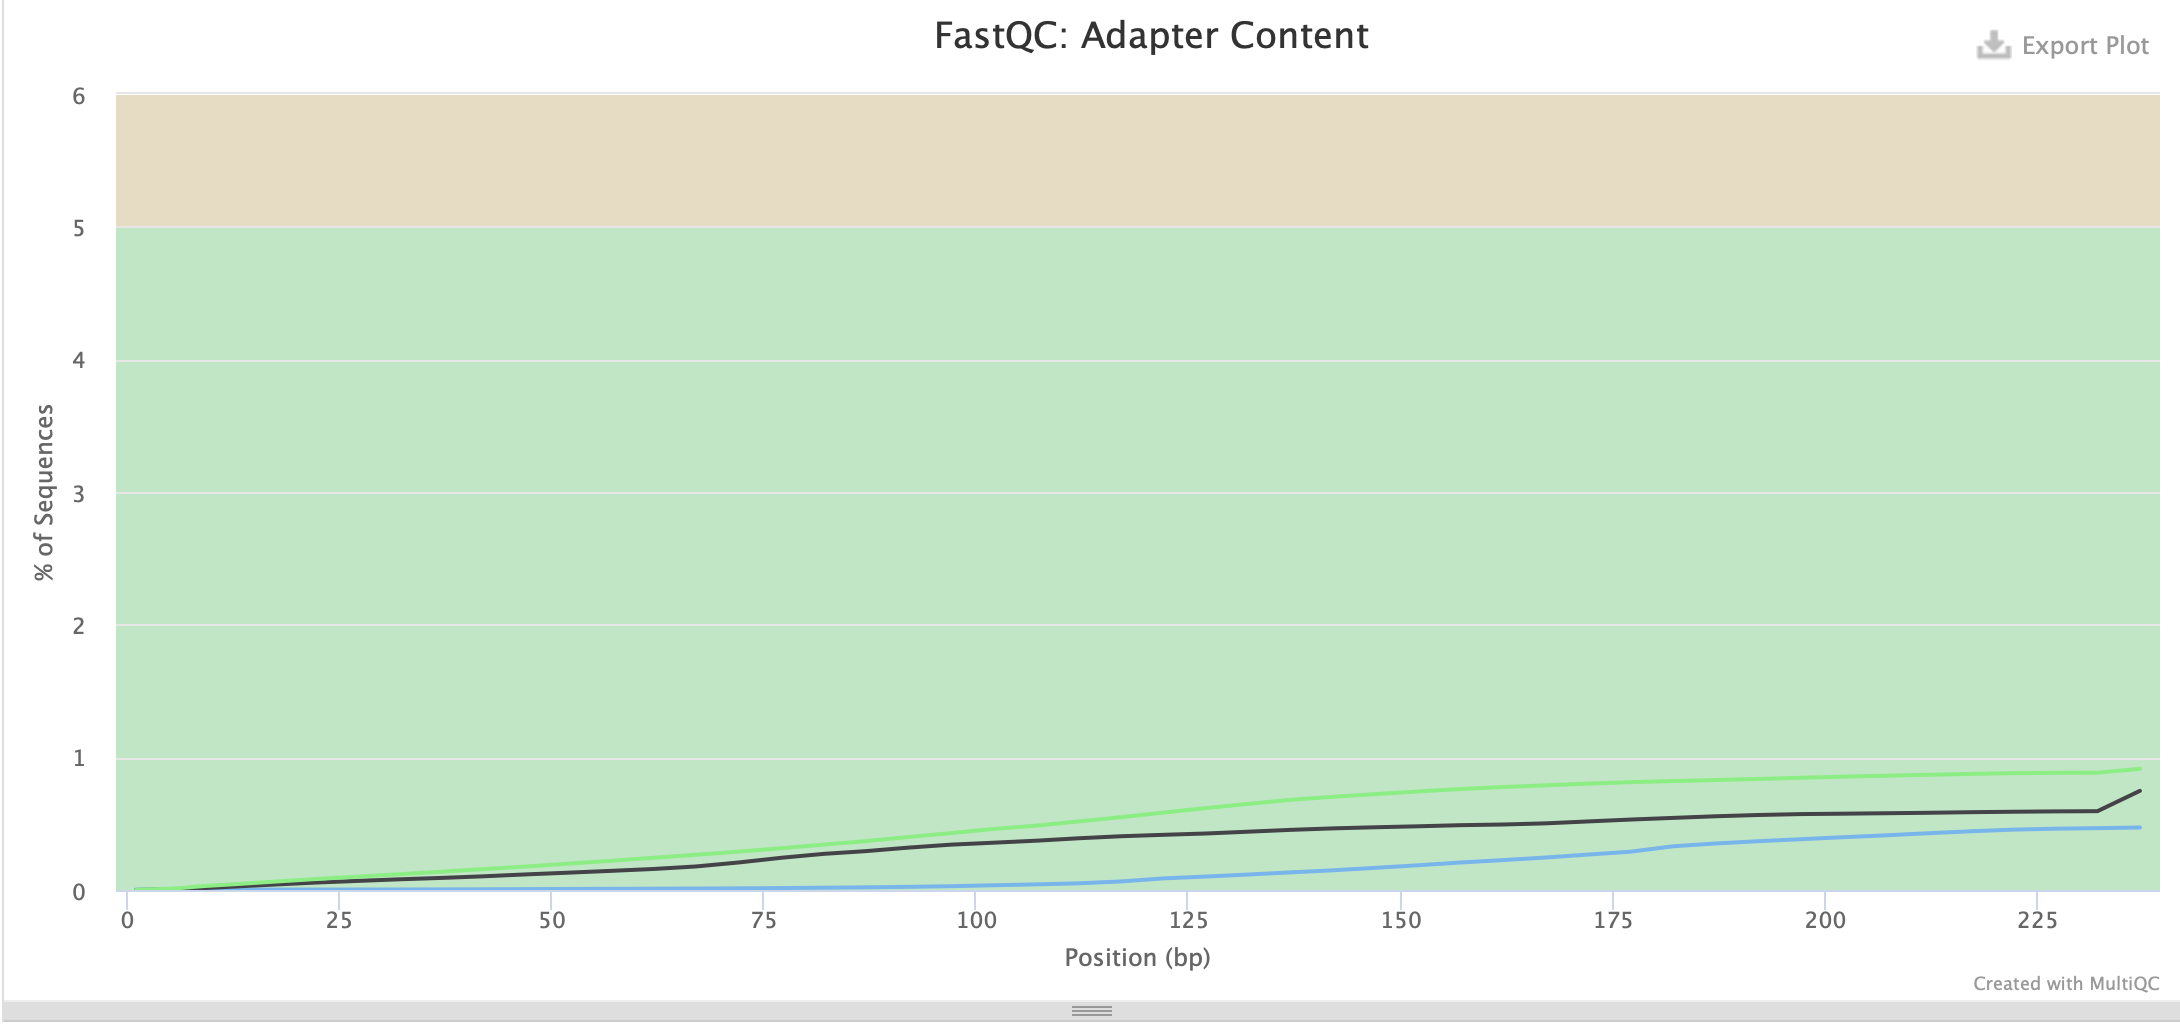 FastQC: Adapter Content
Export Plot
6
5
4
3
2
1
0
% of Sequences
0 25 50 75 100 125 150 175 200 225
Position (bp)
Created with MultiQC